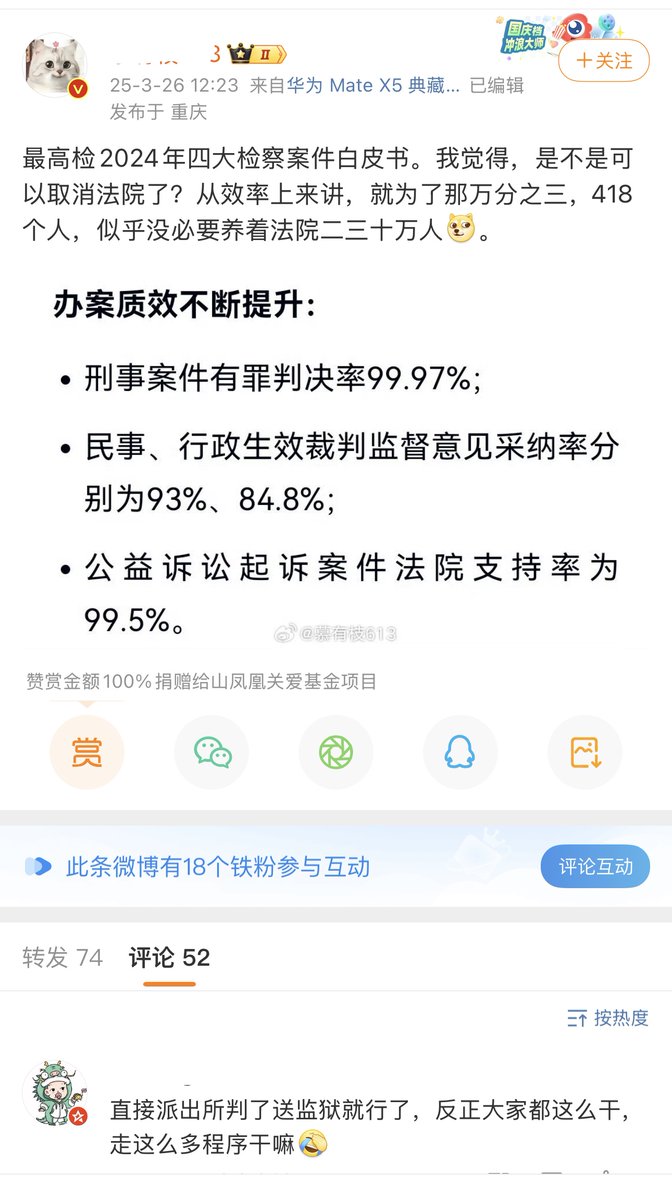 国庆档
冲浪大师
3
II
+关注
25-3-26 12:23 来自华为 Mate X5 典藏... 已编辑
发布于 重庆
最高检2024年四大检察案件白皮书。我觉得，是不是可
以取消法院了？从效率上来讲，就为了那万分之三，418
个人，似乎没必要养着法院二三十万人。
办案质效不断提升：
• 刑事案件有罪判决率99.97%;
• 民事、行政生效裁判监督意见采纳率分
别为93%、84.8%;
• 公益诉讼起诉案件法院支持率为
99.5%。
@慕有枝613
赞赏金额100%捐赠给山凤凰关爱基金项目
赏
此条微博有18个铁粉参与互动
评论互动
转发 74 评论 52
按热度
直接派出所判了送监狱就行了，反正大家都这么干，
走这么多程序干嘛